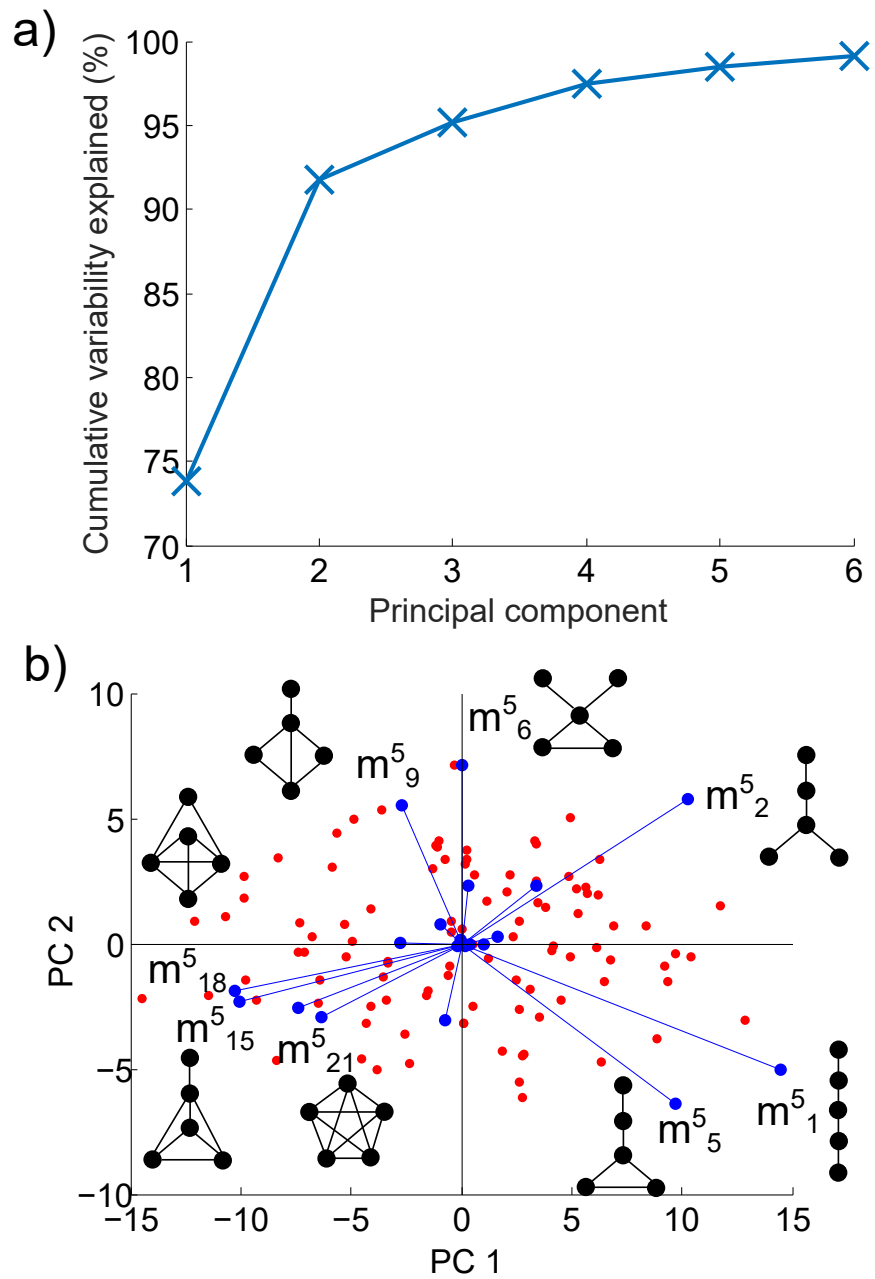 a)
Cumulative variability explained (%)
100
95
90
85
80
75
70
1 2 3 4 5 6
Principal component
b)
PC 2
10
5
0
−5
−10
m⁵₆
m⁵₉
m⁵₂
m⁵₁₈
m⁵₁₅
m⁵₂₁
m⁵₁
m⁵₅
−15 −10 −5 0 5 10 15
PC 1